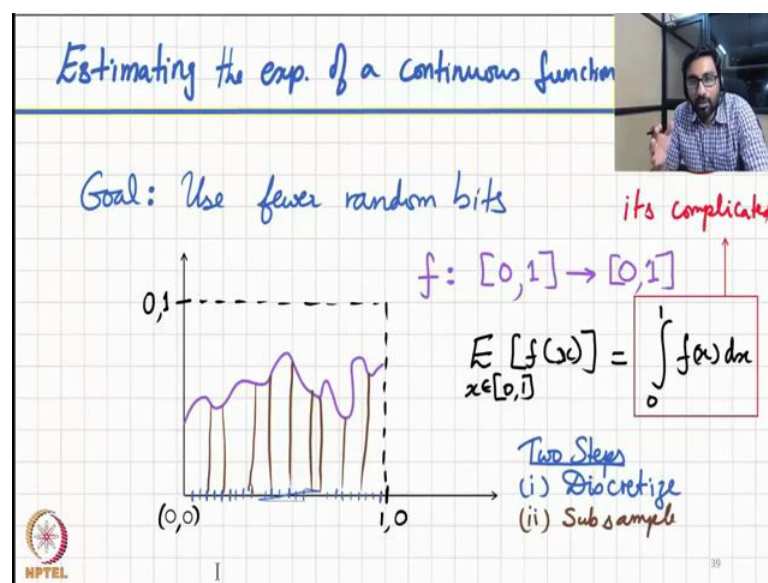 Estimating the exp. of a continuous function
Goal: Use fewer random bits
its complicated
f: [0,1] → [0,1]
0,1
E [f(x)] = ∫ f(x) dx
x∈[0,1]
1
0
Two Steps
(i) Discretize
(ii) Subsample
(0,0)
1,0
NPTEL
39